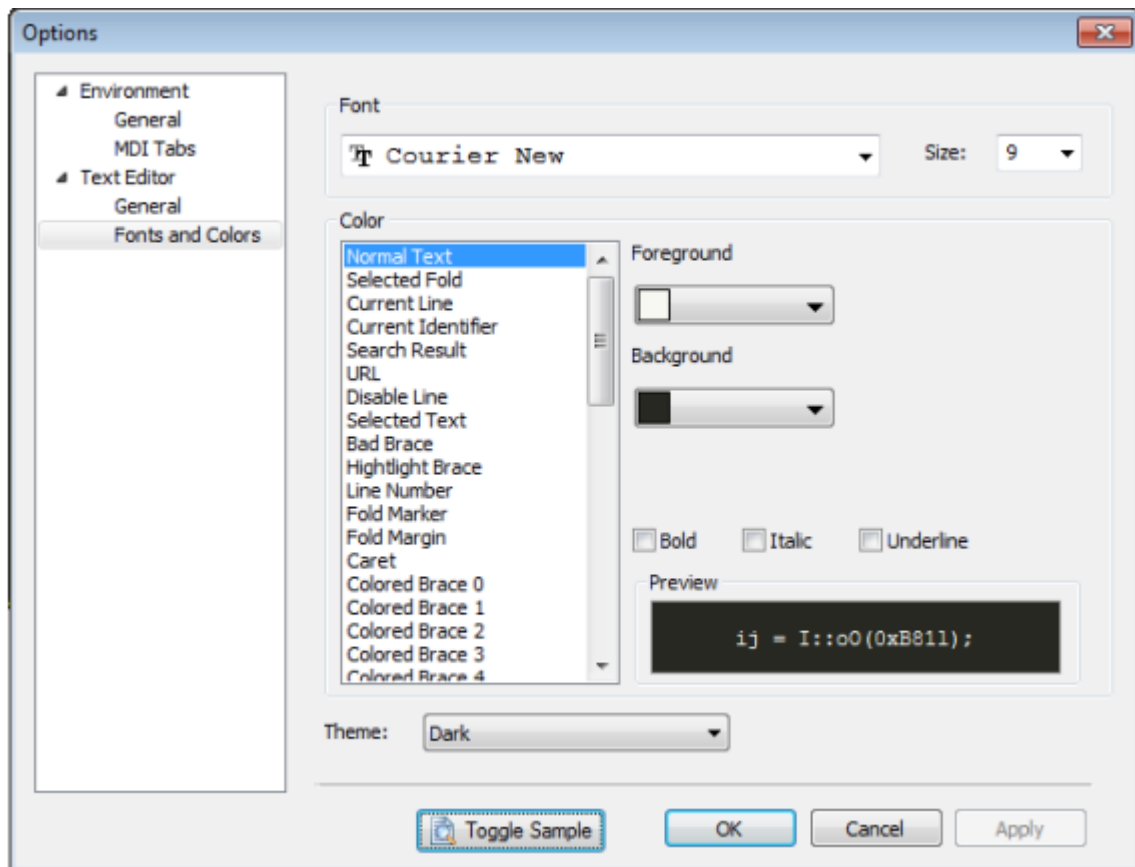 Options
Environment
General
MDI Tabs
Text Editor
General
Fonts and Colors
Font
Courier New
Size: 9
Color
Normal Text
Selected Fold
Current Line
Current Identifier
Search Result
URL
Disable Line
Selected Text
Bad Brace
Hightlight Brace
Line Number
Fold Marker
Fold Margin
Caret
Colored Brace 0
Colored Brace 1
Colored Brace 2
Colored Brace 3
Colored Brace 4
Foreground
Background
Bold Italic Underline
Preview
ij = I::oO(0xB81l);
Theme: Dark
Toggle Sample OK Cancel Apply